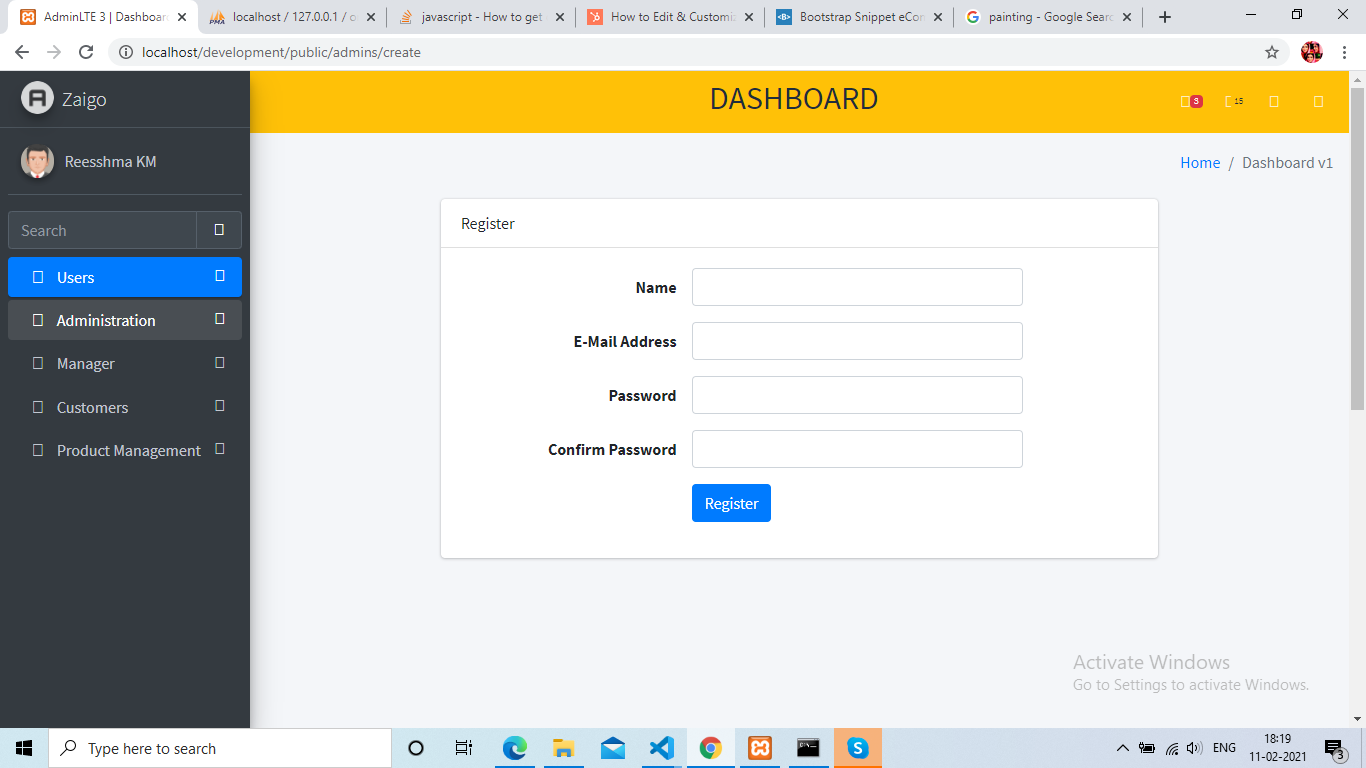 AdminLTE 3 | Dashboar
localhost / 127.0.0.1 / o
javascript - How to get
How to Edit & Customi
Bootstrap Snippet eCom
painting - Google Searc
localhost/development/public/admins/create
Zaigo
DASHBOARD
3
15
Reesshma KM
Home / Dashboard v1
Search
Register
Users
Name
Administration
E-Mail Address
Manager
Password
Customers
Confirm Password
Product Management
Register
Activate Windows
Go to Settings to activate Windows.
Type here to search
ENG
18:19
11-02-2021
3